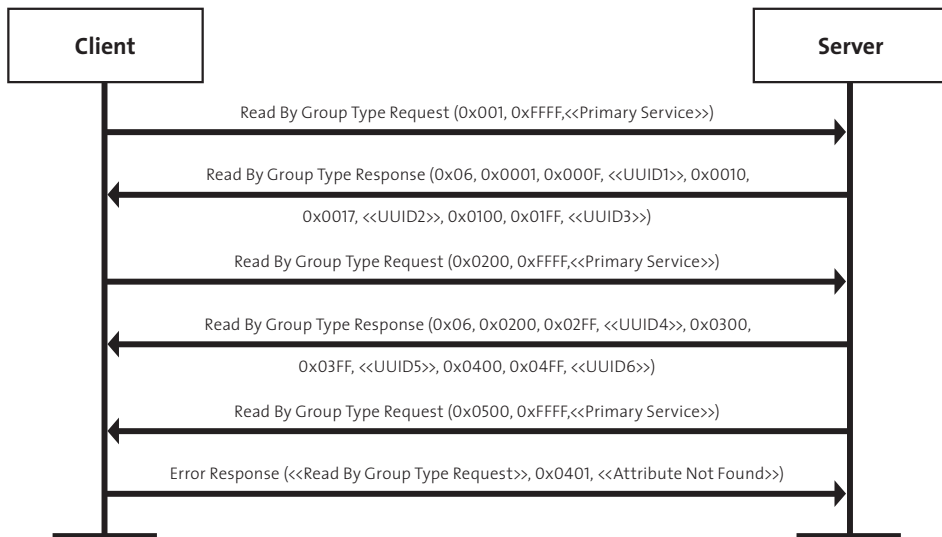 Client
Server
Read By Group Type Request (0x001, 0xFFFF,<<Primary Service>>)
Read By Group Type Response (0x06, 0x0001, 0x000F, <<UUID1>>, 0x0010,
0x0017, <<UUID2>>, 0x0100, 0x01FF, <<UUID3>>)
Read By Group Type Request (0x0200, 0xFFFF,<<Primary Service>>)
Read By Group Type Response (0x06, 0x0200, 0x02FF, <<UUID4>>, 0x0300,
0x03FF, <<UUID5>>, 0x0400, 0x04FF, <<UUID6>>)
Read By Group Type Request (0x0500, 0xFFFF,<<Primary Service>>)
Error Response (<<Read By Group Type Request>>, 0x0401, <<Attribute Not Found>>)